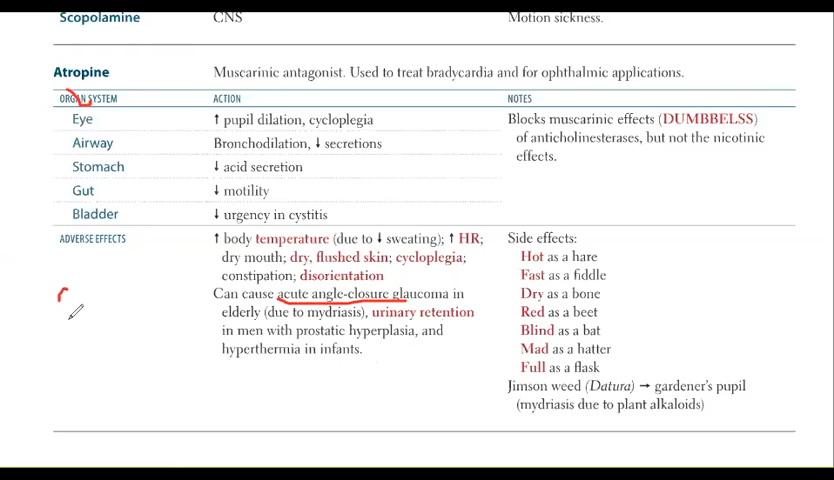 Scopolamine CNS Motion sickness.
Atropine Muscarinic antagonist. Used to treat bradycardia and for ophthalmic applications.
ORGAN SYSTEM ACTION NOTES
Eye ↑ pupil dilation, cycloplegia Blocks muscarinic effects (DUMBBELSS)
of anticholinesterases, but not the nicotinic
Airway Bronchodilation, ↓ secretions
effects.
Stomach ↓ acid secretion
Gut ↓ motility
Bladder ↓ urgency in cystitis
ADVERSE EFFECTS ↑ body temperature (due to ↓ sweating); ↑ HR; Side effects:
dry mouth; dry, flushed skin; cycloplegia; Hot as a hare
constipation; disorientation Fast as a fiddle
Can cause acute angle-closure glaucoma in Dry as a bone
elderly (due to mydriasis), urinary retention Red as a beet
in men with prostatic hyperplasia, and Blind as a bat
hyperthermia in infants. Mad as a hatter
Full as a flask
Jimson weed (Datura) → gardener's pupil
(mydriasis due to plant alkaloids)